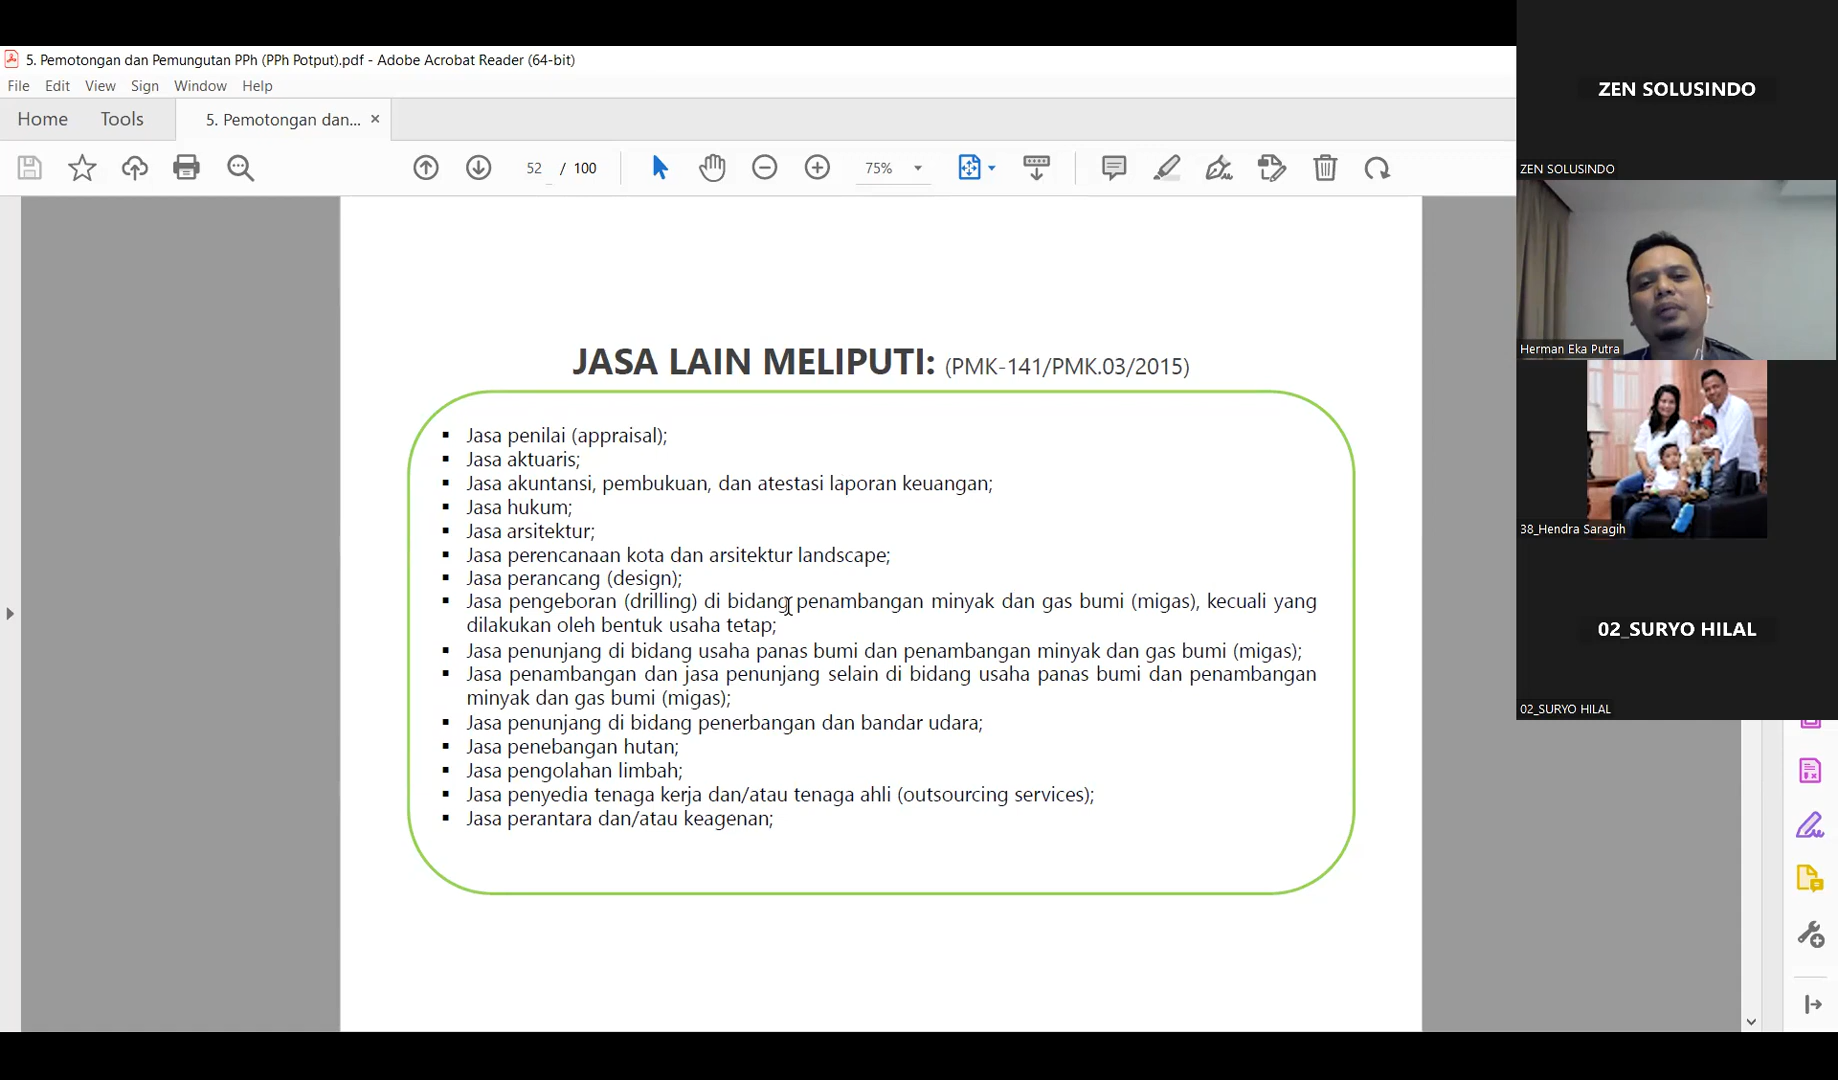 5. Pemotongan dan Pemungutan PPh (PPh Potput).pdf - Adobe Acrobat Reader (64-bit)
File Edit View Sign Window Help
Home Tools 5. Pemotongan dan... ×
52 / 100 75%
JASA LAIN MELIPUTI: (PMK-141/PMK.03/2015)
▪ Jasa penilai (appraisal);
▪ Jasa aktuaris;
▪ Jasa akuntansi, pembukuan, dan atestasi laporan keuangan;
▪ Jasa hukum;
▪ Jasa arsitektur;
▪ Jasa perencanaan kota dan arsitektur landscape;
▪ Jasa perancang (design);
▪ Jasa pengeboran (drilling) di bidang penambangan minyak dan gas bumi (migas), kecuali yang
dilakukan oleh bentuk usaha tetap;
▪ Jasa penunjang di bidang usaha panas bumi dan penambangan minyak dan gas bumi (migas);
▪ Jasa penambangan dan jasa penunjang selain di bidang usaha panas bumi dan penambangan
minyak dan gas bumi (migas);
▪ Jasa penunjang di bidang penerbangan dan bandar udara;
▪ Jasa penebangan hutan;
▪ Jasa pengolahan limbah;
▪ Jasa penyedia tenaga kerja dan/atau tenaga ahli (outsourcing services);
▪ Jasa perantara dan/atau keagenan;
ZEN SOLUSINDO
ZEN SOLUSINDO
Herman Eka Putra
38_Hendra Saragih
02_SURYO HILAL
02_SURYO HILAL